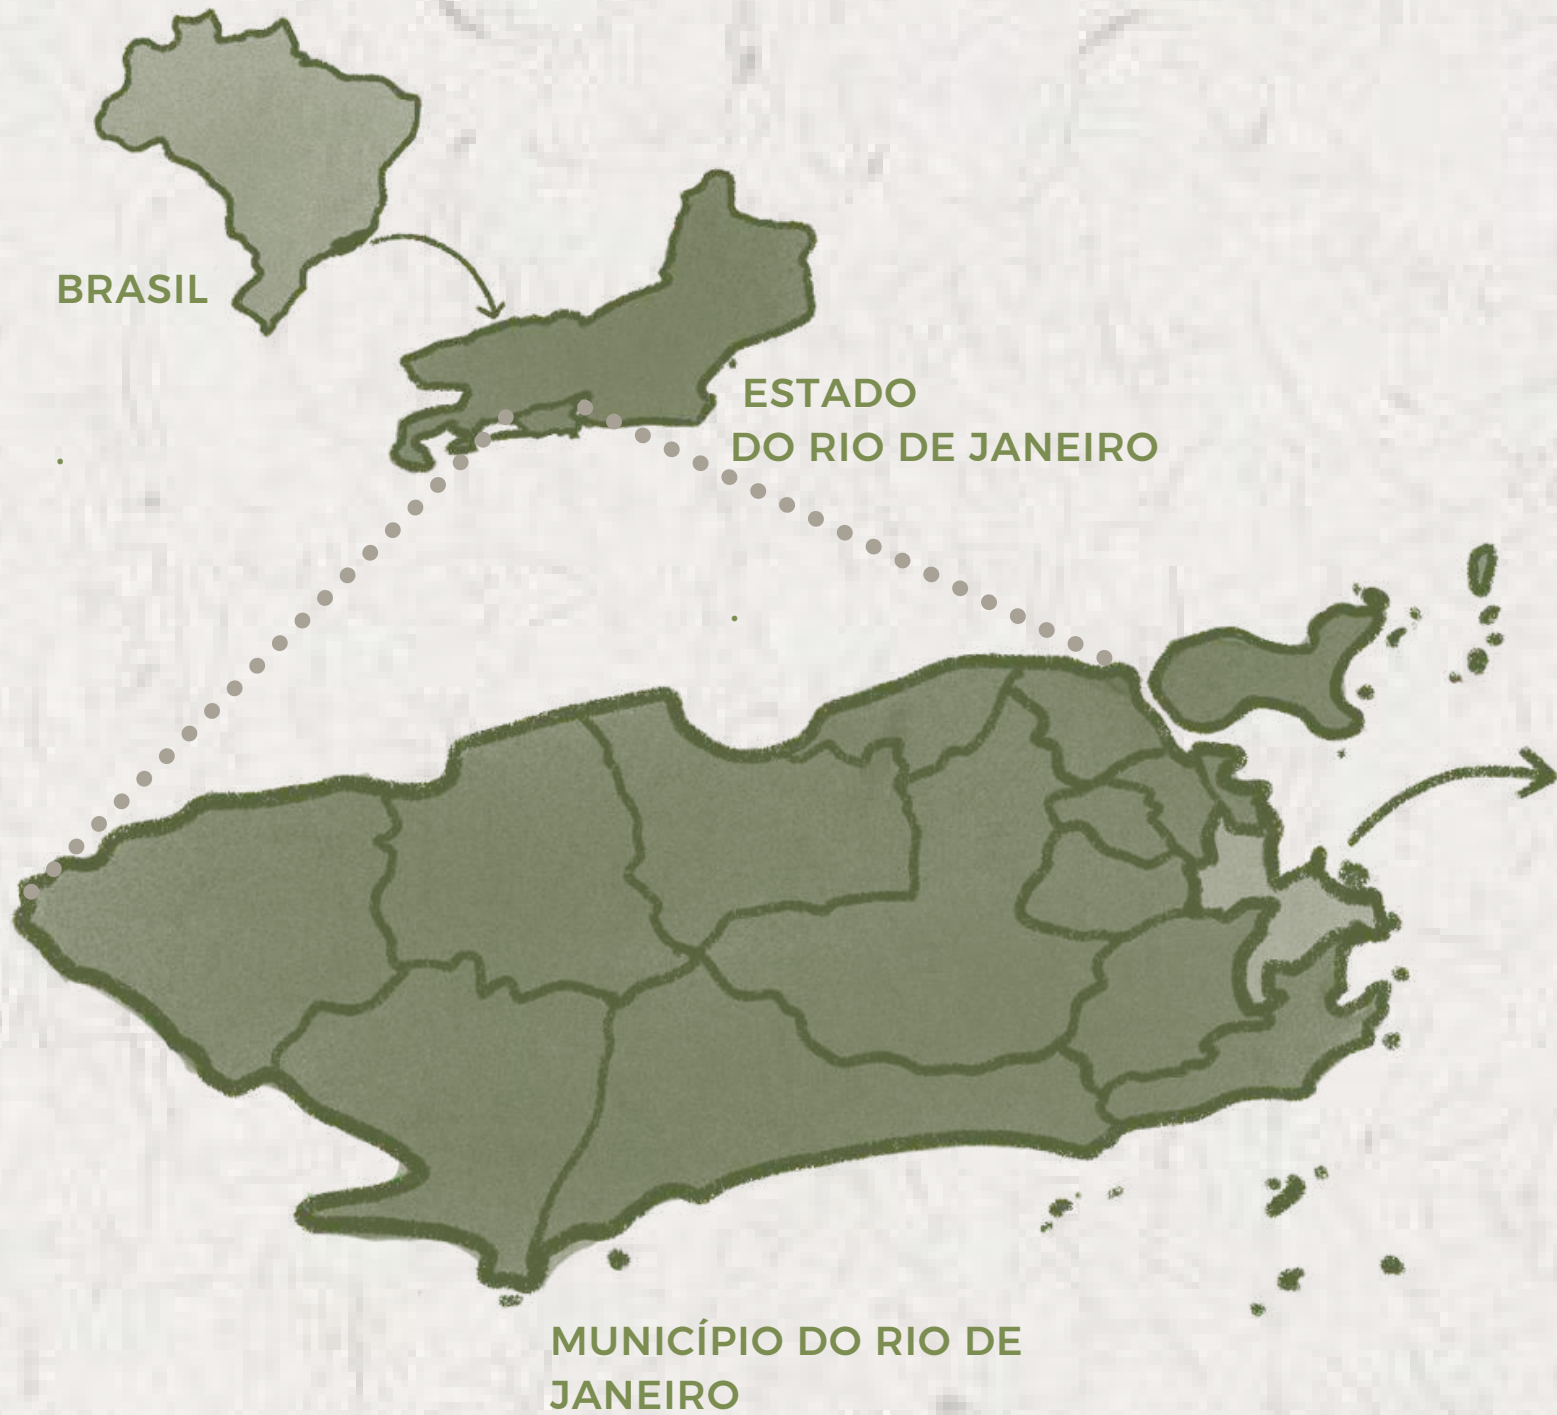 BRASIL
ESTADO
DO RIO DE JANEIRO
MUNICÍPIO DO RIO DE
JANEIRO